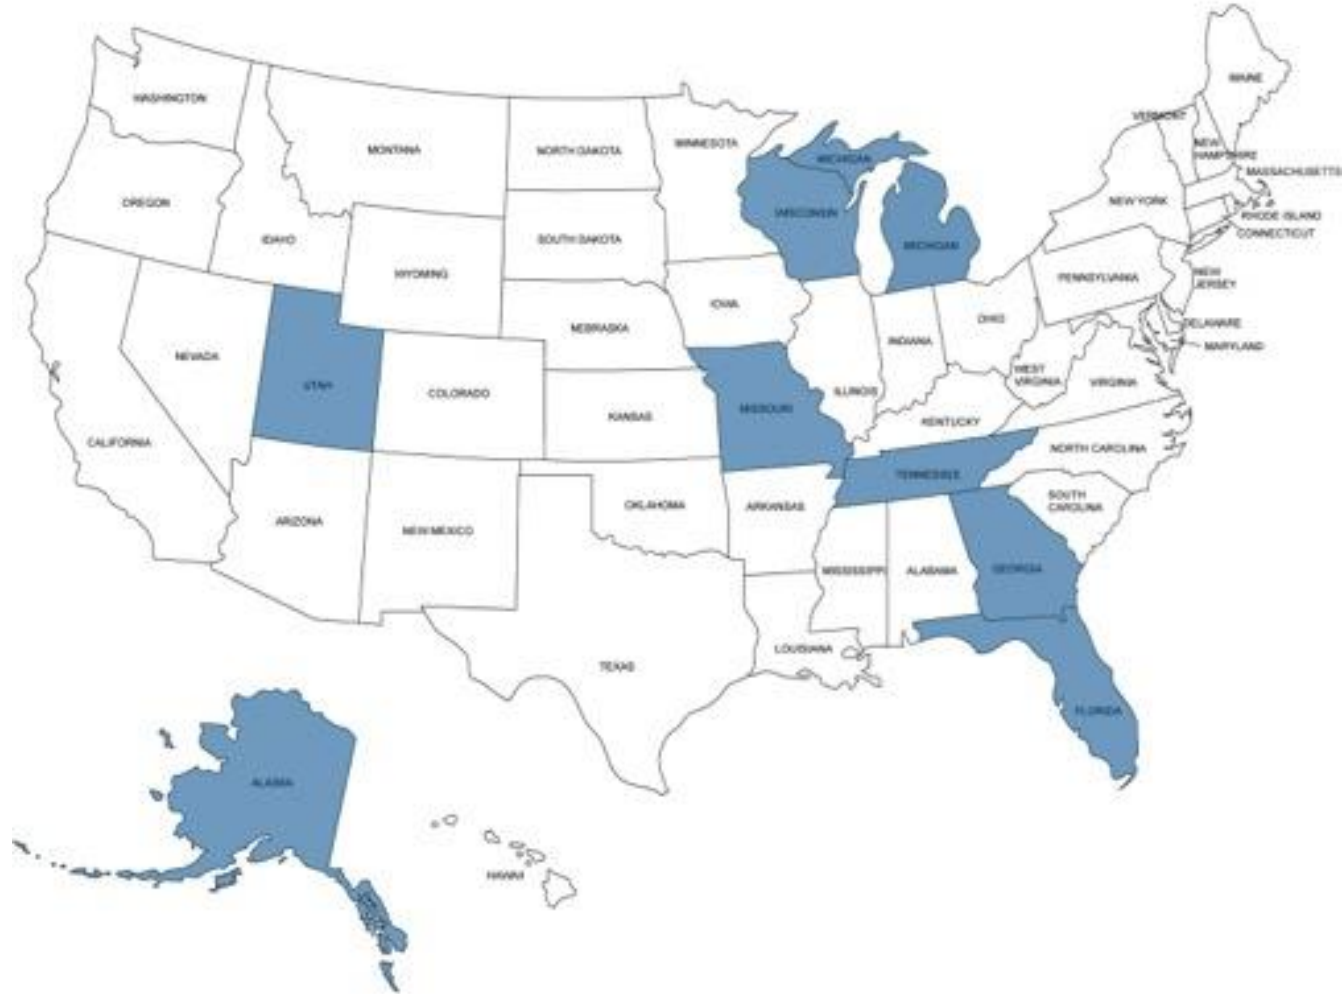 WASHINGTON
MONTANA
NORTH DAKOTA
MINNESOTA
MICHIGAN
VERMONT
MAINE
NEW
HAMPSHIRE
MASSACHUSETTS
OREGON
IDAHO
WYOMING
SOUTH DAKOTA
WISCONSIN
MICHIGAN
NEW YORK
RHODE ISLAND
CONNECTICUT
NEW
JERSEY
PENNSYLVANIA
IOWA
OHIO
NEBRASKA
INDIANA
DELAWARE
MARYLAND
NEVADA
UTAH
COLORADO
KANSAS
MISSOURI
ILLINOIS
WEST
VIRGINIA
VIRGINIA
KENTUCKY
CALIFORNIA
NORTH CAROLINA
TENNESSEE
ARIZONA
NEW MEXICO
OKLAHOMA
ARKANSAS
SOUTH
CAROLINA
MISSISSIPPI
ALABAMA
GEORGIA
TEXAS
LOUISIANA
FLORIDA
ALASKA
HAWAII